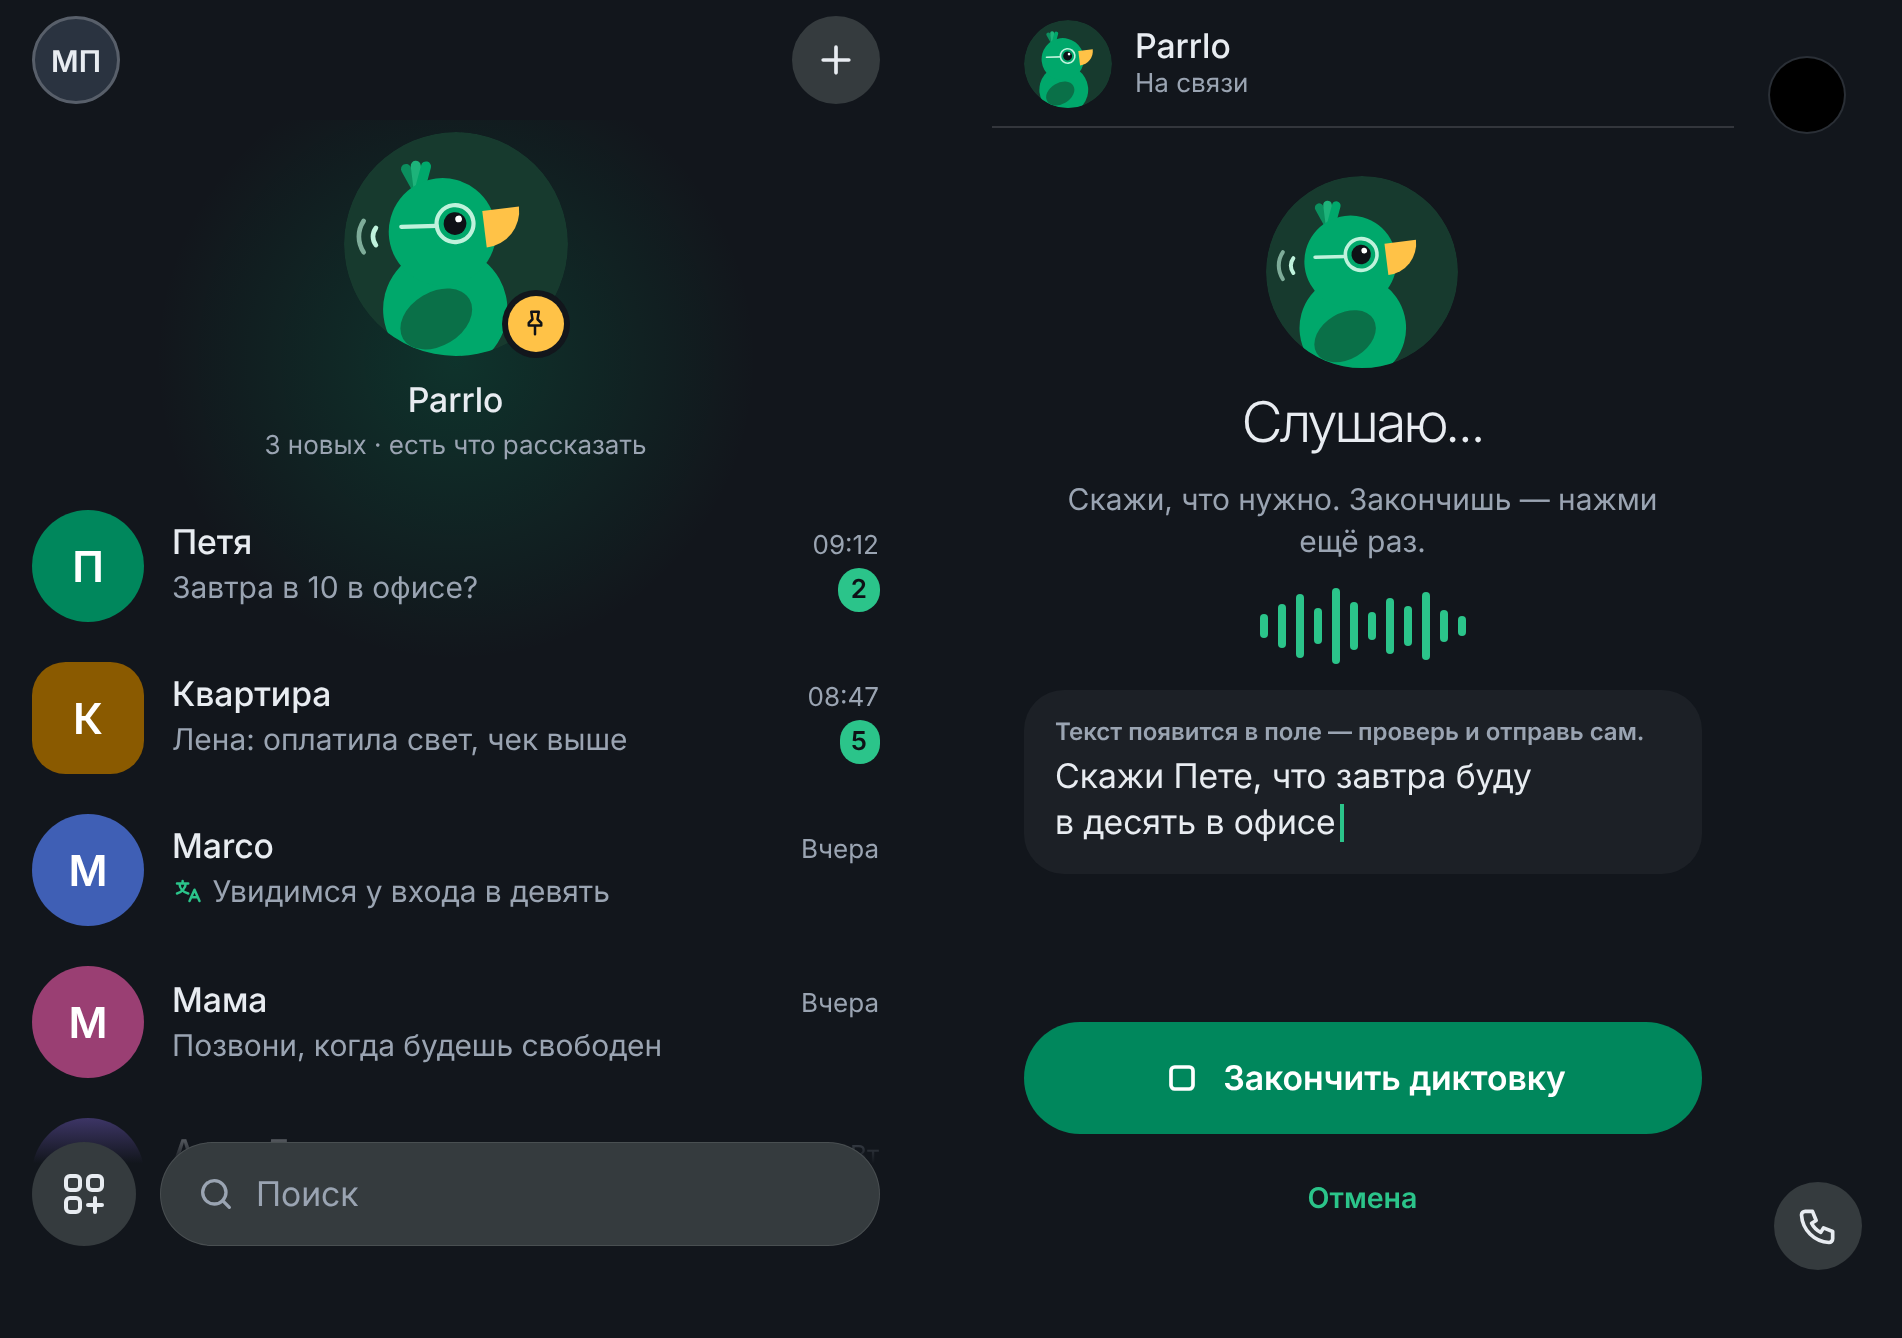 МП
Parrlo
3 новых · есть что рассказать
П
Петя
09:12
Завтра в 10 в офисе?
2
К
Квартира
08:47
Лена: оплатила свет, чек выше
5
M
Marco
Вчера
Увидимся у входа в девять
М
Мама
Вчера
Позвони, когда будешь свободен
Поиск
Parrlo
На связи
Слушаю...
Скажи, что нужно. Закончишь — нажми
ещё раз.
Текст появится в поле — проверь и отправь сам.
Скажи Пете, что завтра буду
в десять в офисе
Закончить диктовку
Отмена